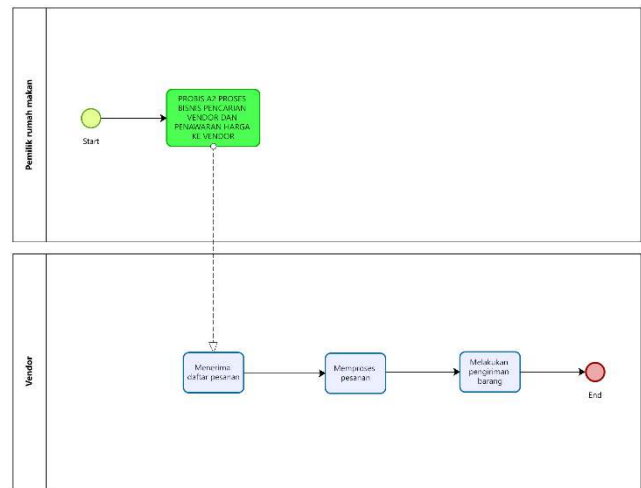 Pemilik rumah makan
Start
PROBIS A2 PROSES
BISNIS PENCARIAN
VENDOR DAN
PENAWARAN HARGA
KE VENDOR
Vendor
Menerima
daftar pesanan
Memproses
pesanan
Melakukan
pengiriman
barang
End